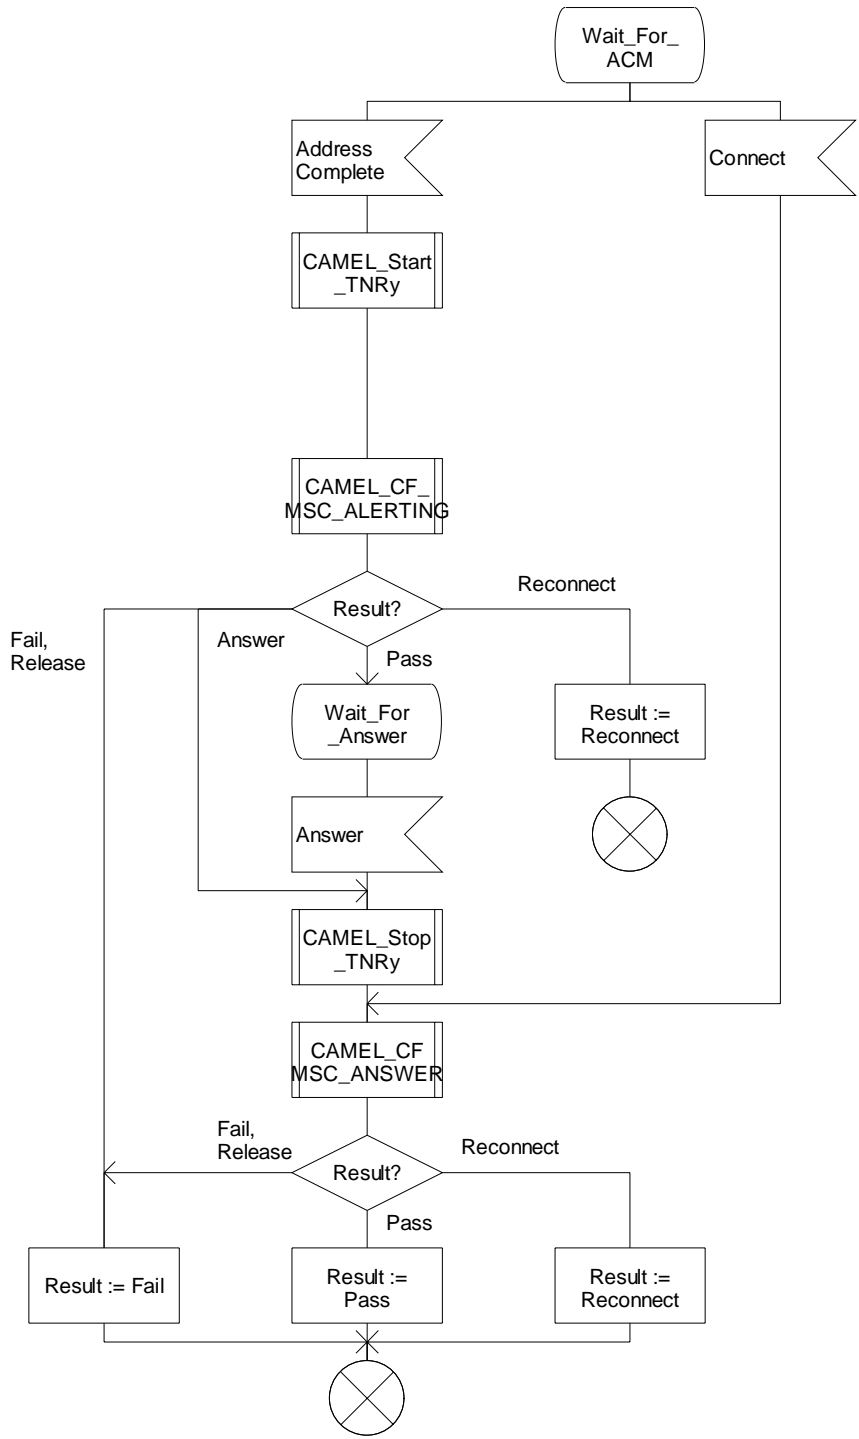 Wait_For_
ACM
Address
Complete
Connect
CAMEL_Start
_TNRy
CAMEL_CF_
MSC_ALERTING
Result?
Reconnect
Fail,
Release
Answer
Pass
Wait_For
_Answer
Result :=
Reconnect
Answer
CAMEL_Stop
_TNRy
CAMEL_CF
MSC_ANSWER
Fail,
Release
Result?
Reconnect
Pass
Result := Fail
Result :=
Pass
Result :=
Reconnect